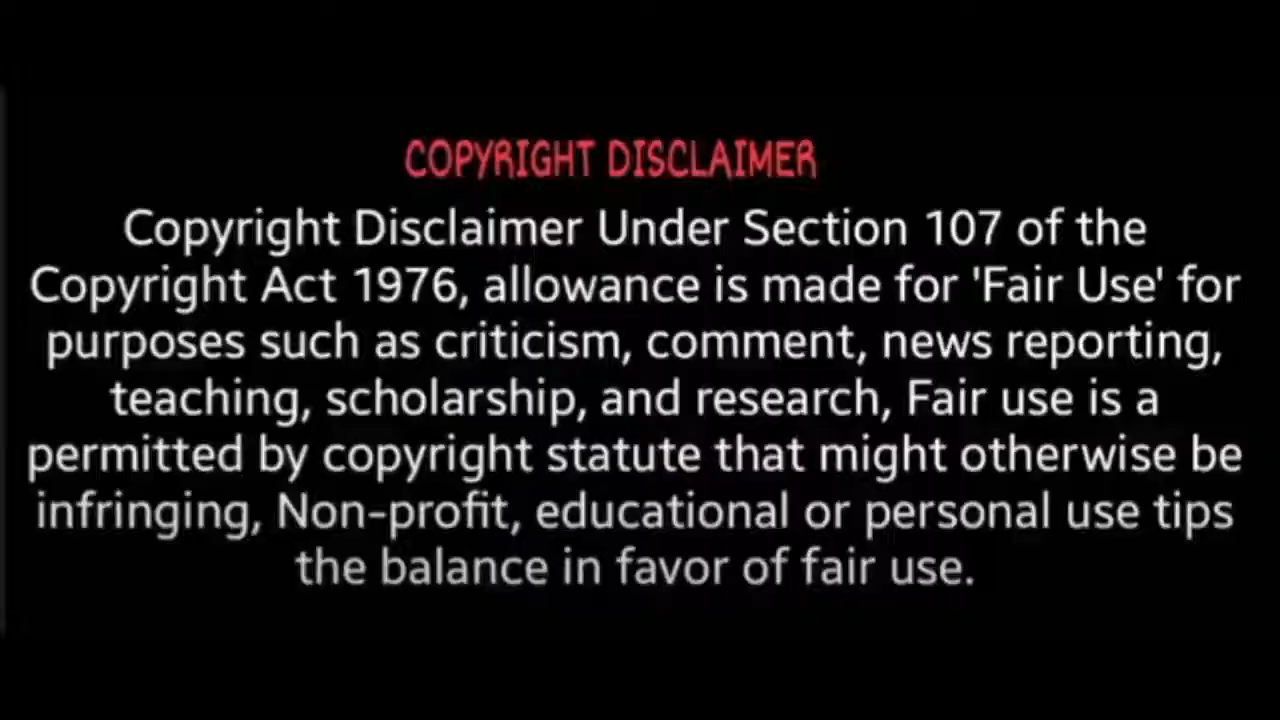 COPYRIGHT DISCLAIMER
Copyright Disclaimer Under Section 107 of the
Copyright Act 1976, allowance is made for 'Fair Use' for
purposes such as criticism, comment, news reporting,
teaching, scholarship, and research, Fair use is a
permitted by copyright statute that might otherwise be
infringing, Non-profit, educational or personal use tips
the balance in favor of fair use.